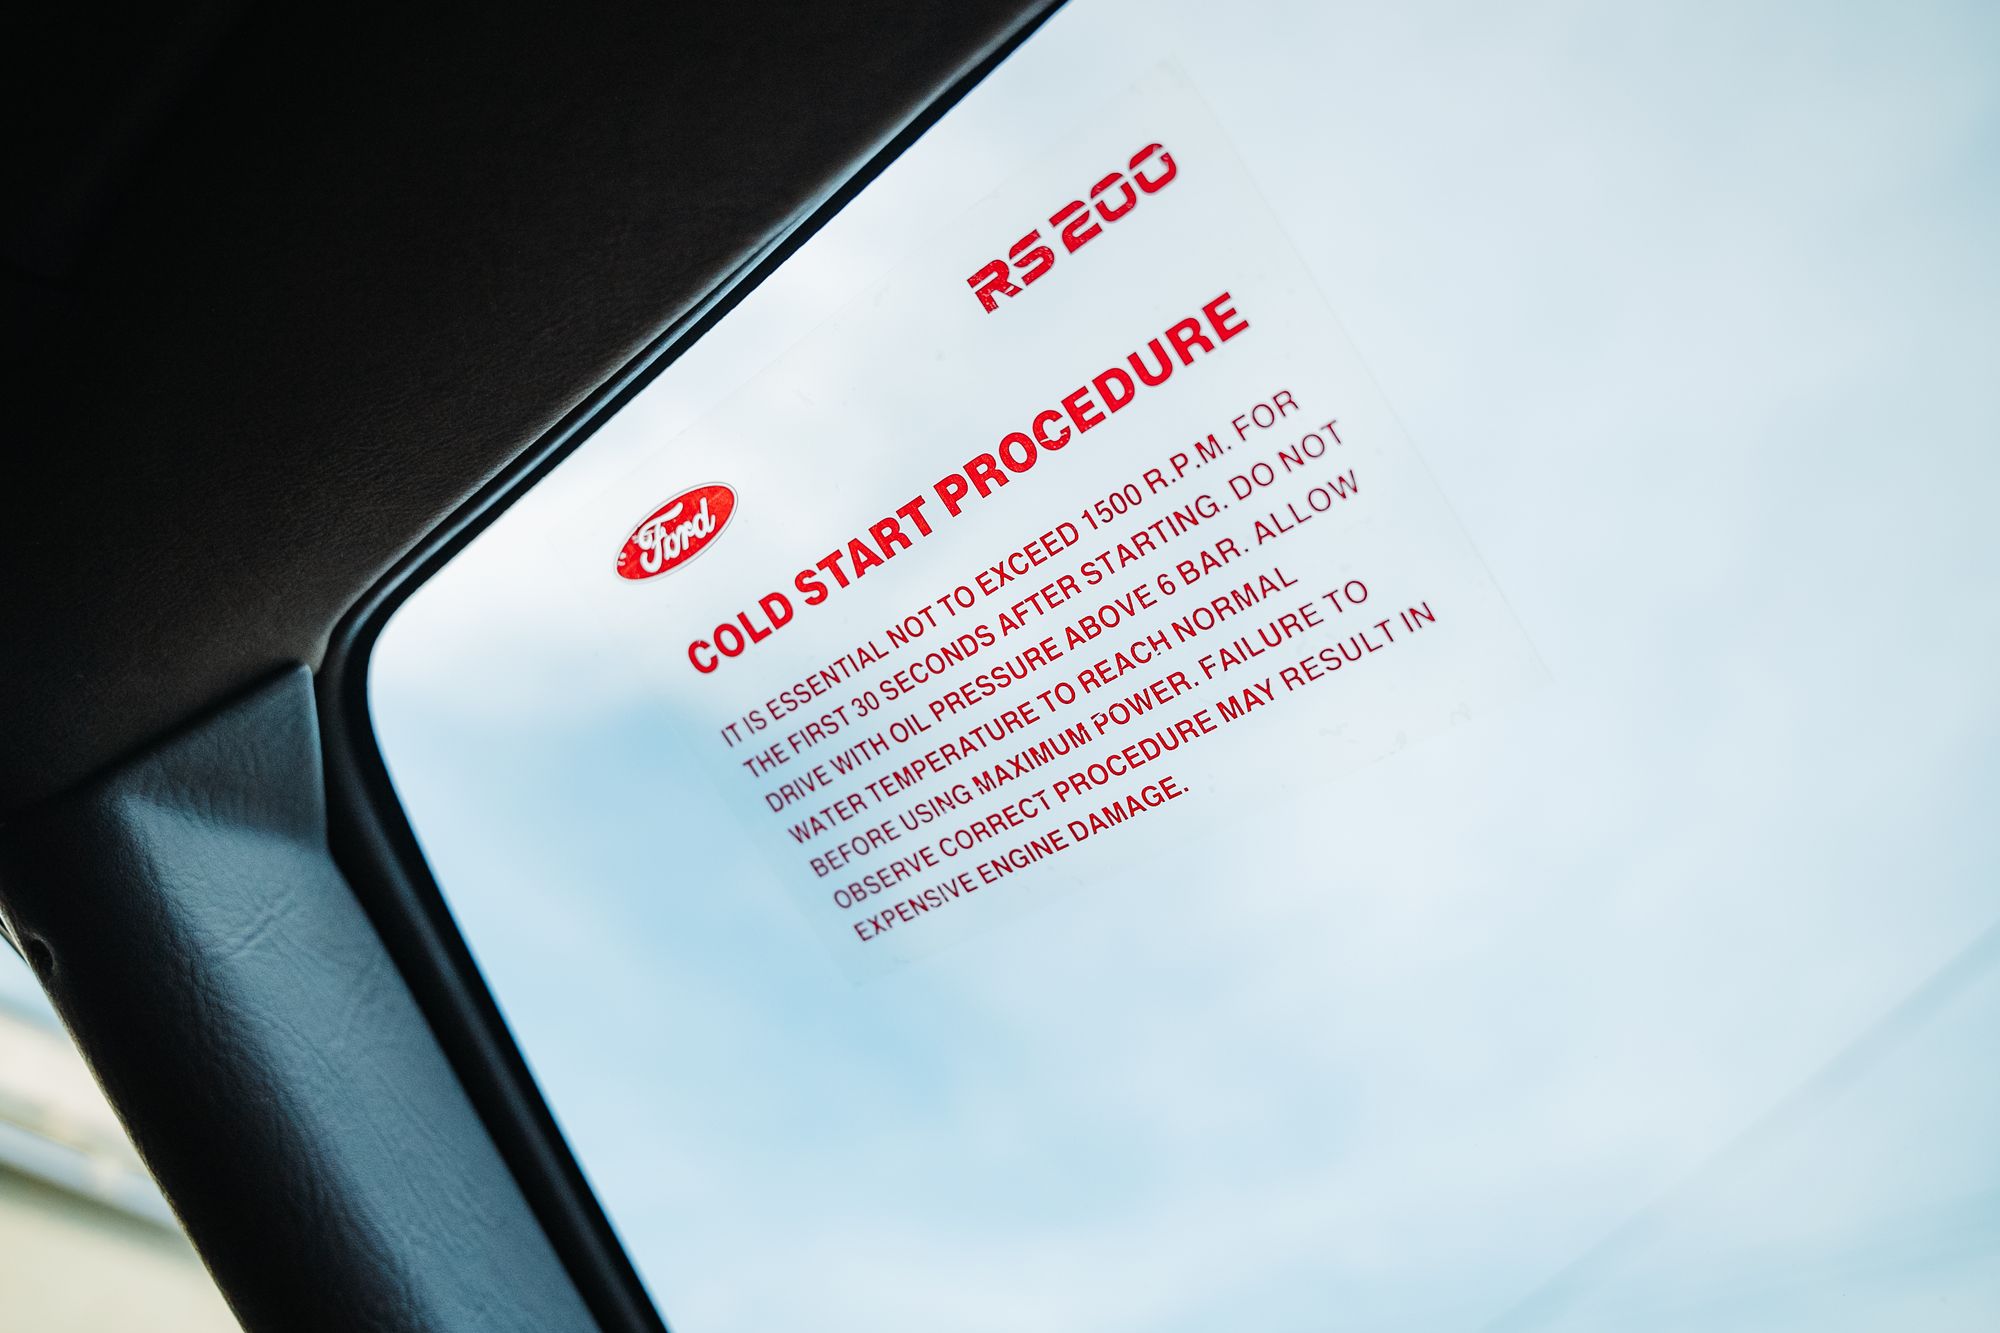 RS200
Ford
COLD START PROCEDURE
IT IS ESSENTIAL NOT TO EXCEED 1500 R.P.M. FOR
THE FIRST 30 SECONDS AFTER STARTING. DO NOT
DRIVE WITH OIL PRESSURE ABOVE 6 BAR. ALLOW
WATER TEMPERATURE TO REACH NORMAL
BEFORE USING MAXIMUM POWER. FAILURE TO
OBSERVE CORRECT PROCEDURE MAY RESULT IN
EXPENSIVE ENGINE DAMAGE.